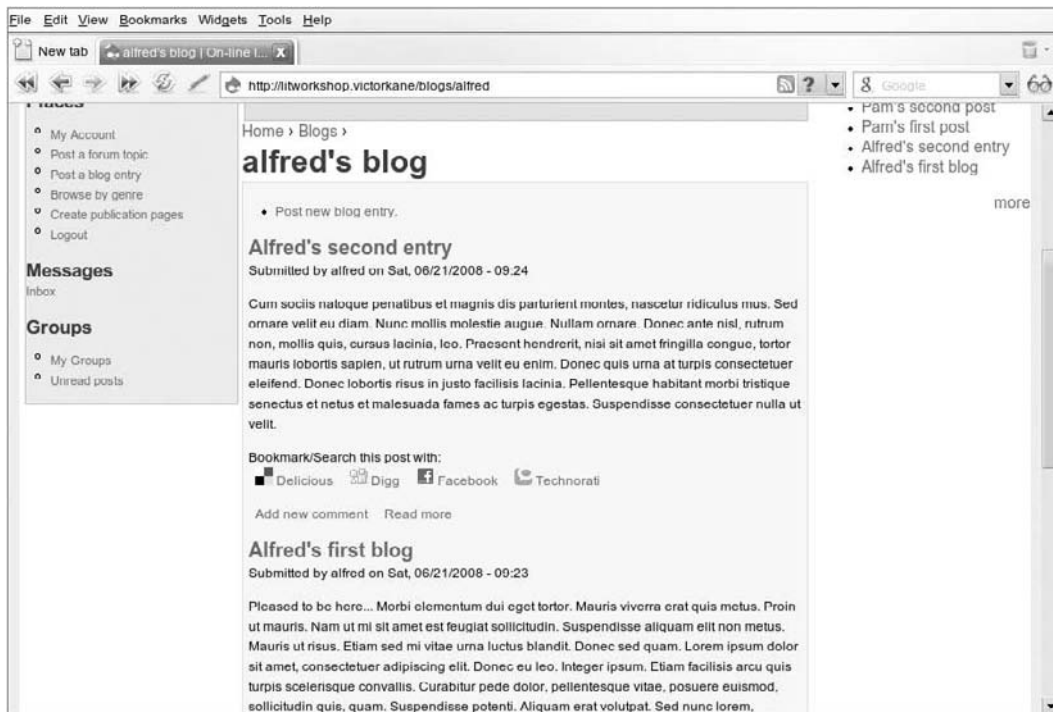 File Edit View Bookmarks Widgets Tools Help
New tab
alfred's blog | On-line l... X
http://litworkshop.victorkane/blogs/alfred
?
Google
Places
My Account
Post a forum topic
Post a blog entry
Browse by genre
Create publication pages
Logout
Messages
Inbox
Groups
My Groups
Unread posts
Home › Blogs ›
alfred's blog
Post new blog entry.
Alfred's second entry
Submitted by alfred on Sat, 06/21/2008 - 09:24
Cum sociis natoque penatibus et magnis dis parturient montes, nascetur ridiculus mus. Sed
ornare velit eu diam. Nunc mollis molestie augue. Nullam ornare. Donec ante nisl, rutrum
non, mollis quis, cursus lacinia, leo. Praesent hendrerit, nisi sit amet fringilla congue, tortor
mauris lobortis sapien, ut rutrum urna velit eu enim. Donec quis urna at turpis consectetuer
eleifend. Donec lobortis risus in justo facilisis lacinia. Pellentesque habitant morbi tristique
senectus et netus et malesuada fames ac turpis egestas. Suspendisse consectetuer nulla ut
velit.
Bookmark/Search this post with:
Delicious Digg Facebook Technorati
Add new comment Read more
Alfred's first blog
Submitted by alfred on Sat, 06/21/2008 - 09:23
Pleased to be here... Morbi elementum dui eget tortor. Mauris viverra erat quis metus. Proin
ut mauris. Nam ut mi sit amet est feugiat sollicitudin. Suspendisse aliquam elit non metus.
Mauris ut risus. Etiam sed mi vitae urna luctus blandit. Donec sed quam. Lorem ipsum dolor
sit amet, consectetuer adipiscing elit. Donec eu leo. Integer ipsum. Etiam facilisis arcu quis
turpis scelerisque convallis. Curabitur pede dolor, pellentesque vitae, posuere euismod,
sollicitudin quis, quam. Suspendisse potenti. Aliquam erat volutpat. Sed nunc lorem,
Pam's second post
Pam's first post
Alfred's second entry
Alfred's first blog
more